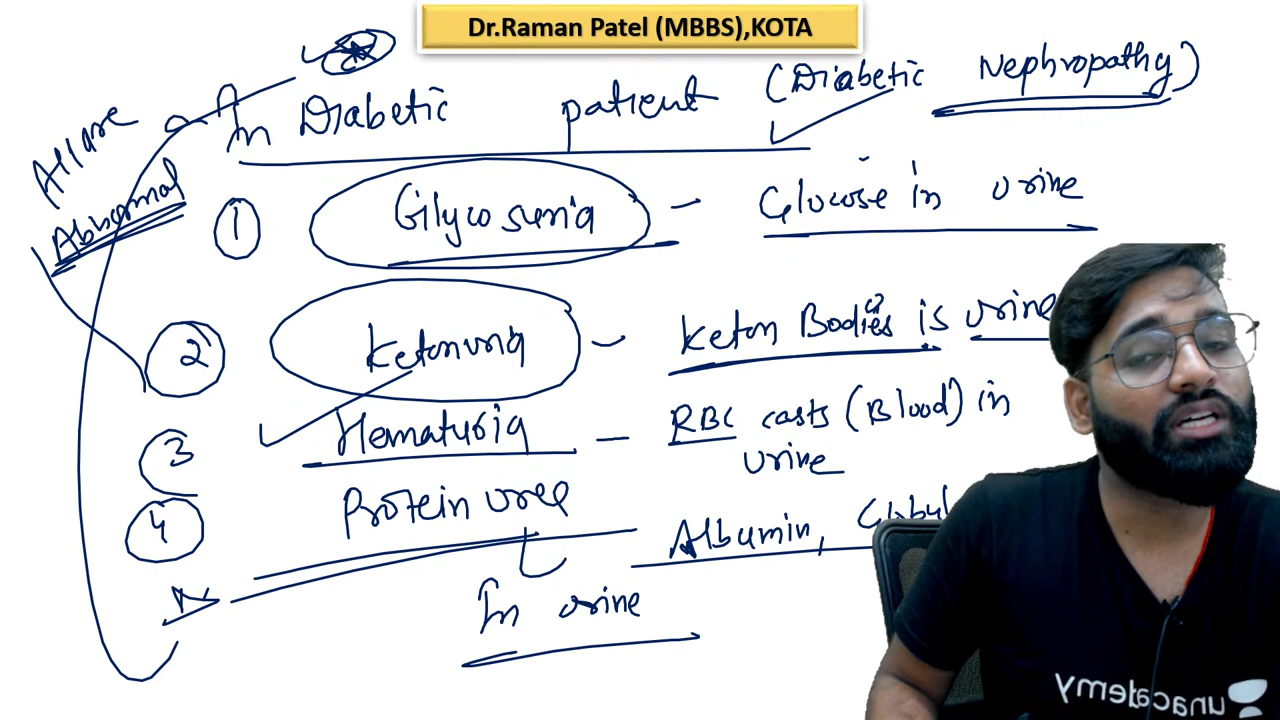 Dr.Raman Patel (MBBS),KOTA
In Diabetic patient (Diabetic Nephropathy)
All are
Abnormal
1 Glycosuria - Glucose in urine
2 Ketonuria - Keton Bodies is urine
3 Hematuria - RBC casts (Blood) in
urine
4 Protein urea
Albumin,
In urine
unacademy